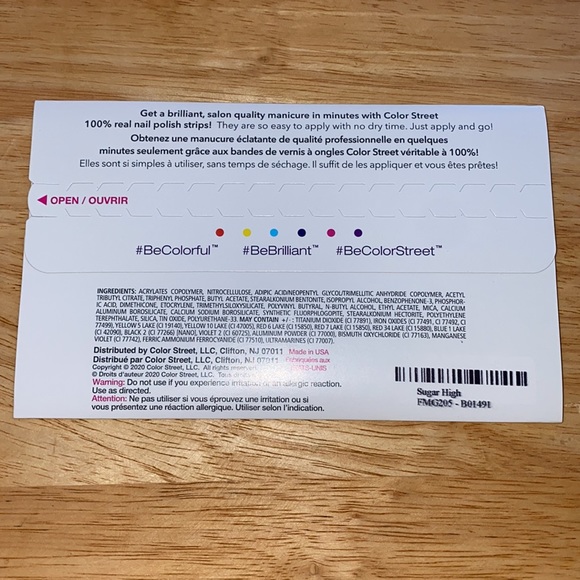 Get a brilliant, salon quality manicure in minutes with Color Street
100% real nail polish strips! They are so easy to apply with no dry time. Just apply and go!
Obtenez une manucure éclatante de qualité professionnelle en quelques
minutes seulement grâce aux bandes de vernis à ongles Color Street véritable à 100%!
Elles sont si simples à utiliser, sans temps de séchage. Il suffit de les appliquer et vous êtes prêtes!
OPEN / OUVRIR
#BeColorful™ #BeBrilliant™ #BeColorStreet™
INGREDIENTS: ACRYLATES COPOLYMER, NITROCELLULOSE, ADIPIC ACID/NEOPENTYL GLYCOL/TRIMELLITIC ANHYDRIDE COPOLYMER, ACETYL
TRIBUTYL CITRATE, TRIPHENYL PHOSPHATE, BUTYL ACETATE, STEARALKONIUM BENTONITE, ISOPROPYL ALCOHOL, BENZOPHENONE-3, PHOSPHOR-
IC ACID, DIMETHICONE, ETOCRYLENE, TRIMETHYLSILOXYSILICATE, POLYVINYL BUTYRAL, N-BUTYL ALCOHOL, ETHYL ACETATE, MICA, CALCIUM
ALUMINUM BOROSILICATE, CALCIUM SODIUM BOROSILICATE, SYNTHETIC FLUORPHLOGOPITE, STEARALKONIUM HECTORITE, POLYETHYLENE
TEREPHTHALATE, SILICA, TIN OXIDE, POLYURETHANE-33. MAY CONTAIN +/- : TITANIUM DIOXIDE (CI 77891), IRON OXIDES (CI 77491, CI 77492, CI
77499), YELLOW 5 LAKE (CI 19140), YELLOW 10 LAKE (CI 47005), RED 6 LAKE (CI 15850), RED 7 LAKE (CI 15850), RED 34 LAKE (CI 15880), BLUE 1 LAKE
(CI 42090), BLACK 2 (CI 77266) [NANO], VIOLET 2 (CI 60725), ALUMINUM POWDER (CI 77000), BISMUTH OXYCHLORIDE (CI 77163), MANGANESE
VIOLET (CI 77742), FERRIC AMMONIUM FERROCYANIDE (CI 77510), ULTRAMARINES (CI 77007).
Distributed by Color Street, LLC, Clifton, NJ 07011 Made in USA
Distribué par Color Street, LLC, Clifton, NJ 07011 Fabriquées aux
Copyright © 2020 Color Street, LLC. All rights reserved.
© Droits d'auteur 2020 Color Street, LLC. Tous
Warning: Do not use if you experience irritation or an allergic reaction.
Use as directed.
Attention: Ne pas utiliser si vous éprouvez une irritation ou si
vous présentez une réaction allergique. Utiliser selon l'indication.
Sugar High
FMG205 - B01491